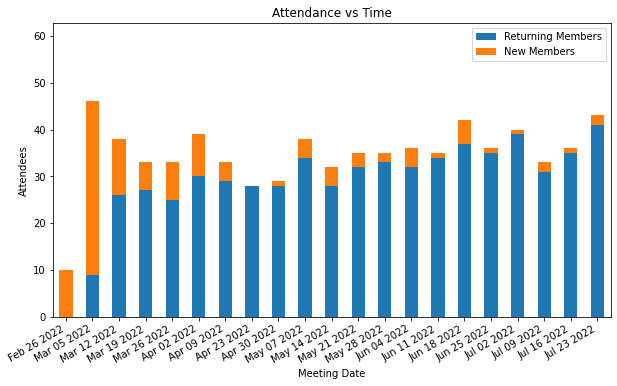 Attendance vs Time
Returning Members
New Members
60
50
40
30
20
10
0
Attendees
Feb 26 2022
Mar 05 2022
Mar 12 2022
Mar 19 2022
Mar 26 2022
Apr 02 2022
Apr 09 2022
Apr 23 2022
Apr 30 2022
May 07 2022
May 14 2022
May 21 2022
May 28 2022
Jun 04 2022
Jun 11 2022
Jun 18 2022
Jun 25 2022
Jul 02 2022
Jul 09 2022
Jul 16 2022
Jul 23 2022
Meeting Date